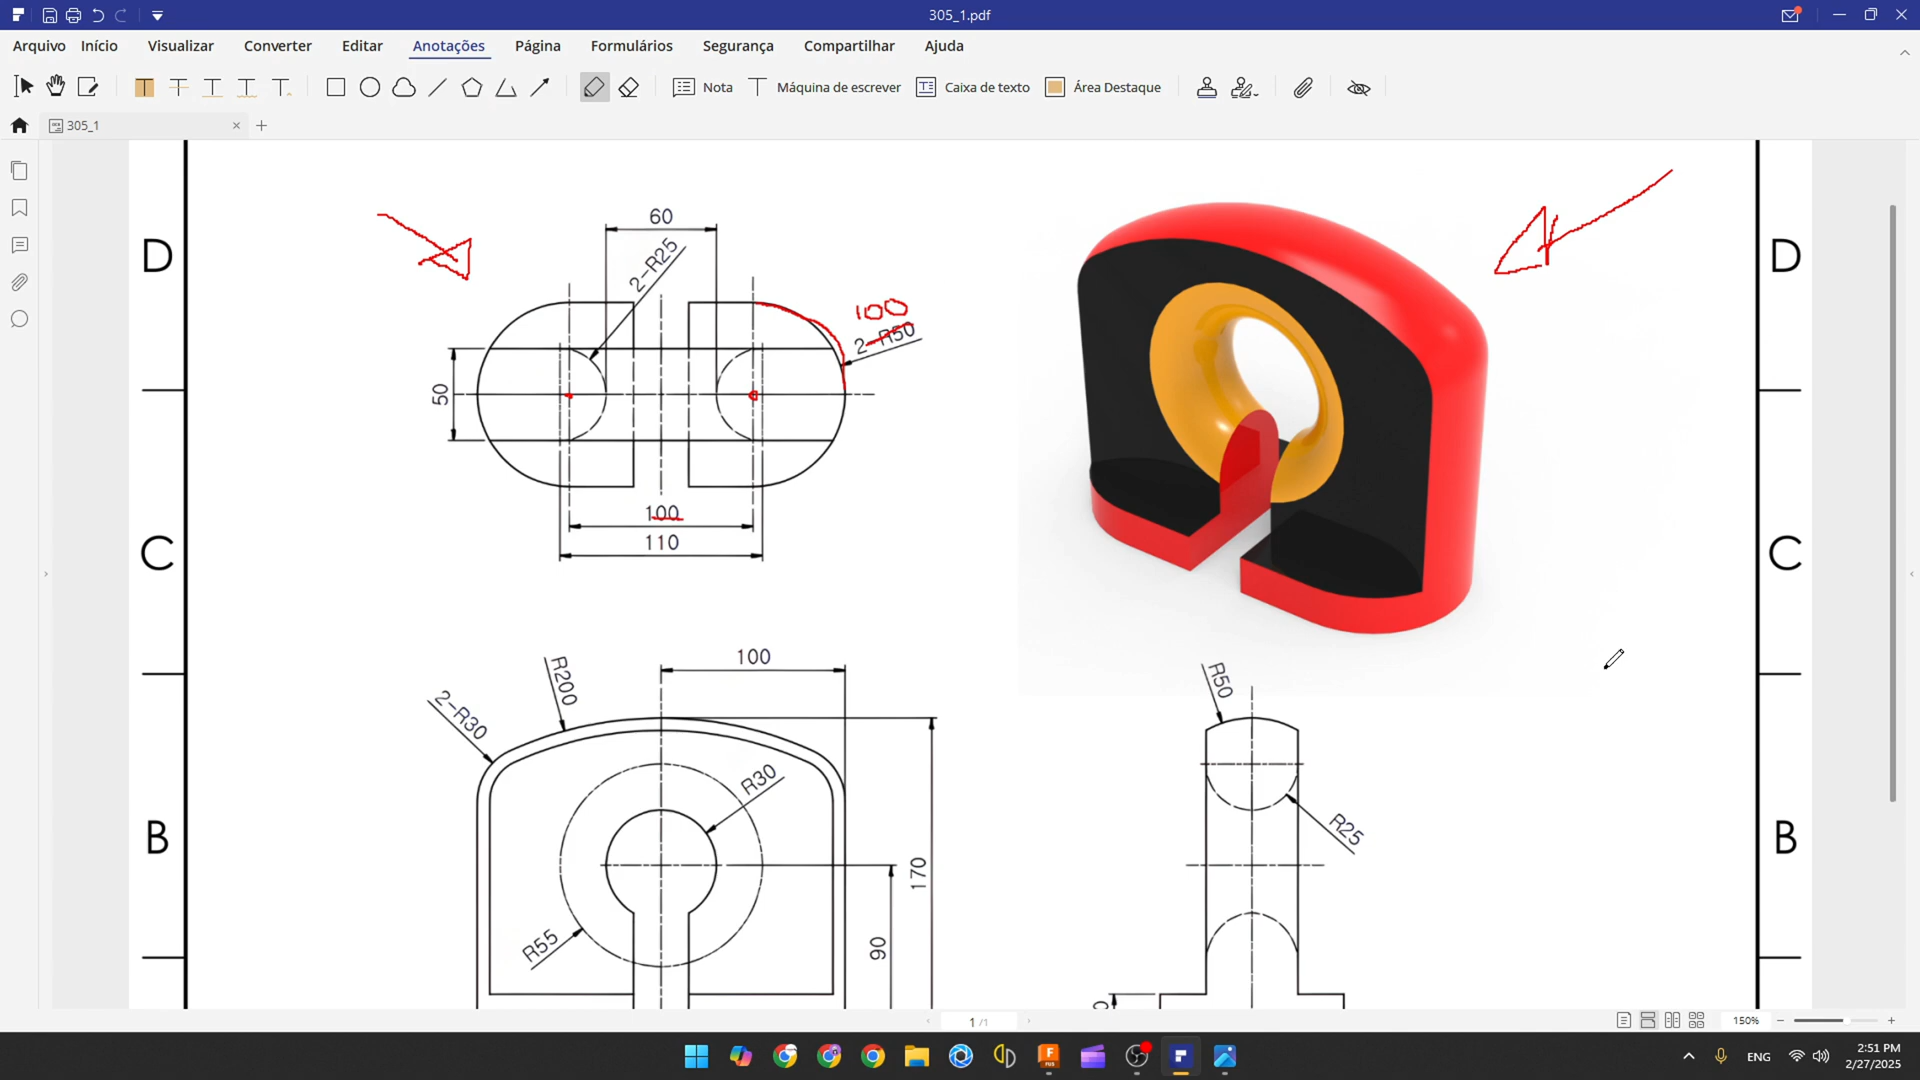 305_1.pdf
Arquivo Início Visualizar Converter Editar Anotações Página Formulários Segurança Compartilhar Ajuda
Nota Máquina de escrever Caixa de texto Área Destaque
305_1
D
60
2-R25
D
100
2-R50
50
100
110
C
C
2-R30
R200
100
R50
R30
R25
B
170
B
R55
90
1 /1
150%
ENG
2:51 PM
2/27/2025